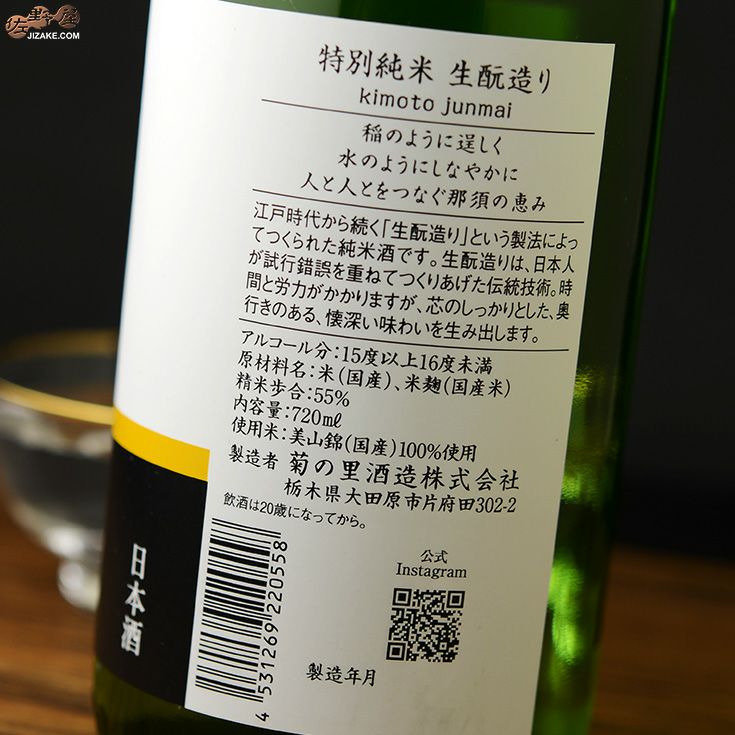 佐野屋
JIZAKE.COM
特別純米 生酛造り
kimoto junmai
稲のように逞しく
水のようにしなやかに
人と人とをつなぐ那須の恵み
江戸時代から続く「生酛造り」という製法によっ
てつくられた純米酒です。生酛造りは、日本人
が試行錯誤を重ねてつくりあげた伝統技術。時
間と労力がかかりますが、芯のしっかりとした、奥
行きのある、懐深い味わいを生み出します。
アルコール分：15度以上16度未満
原材料名：米（国産）、米麹（国産米）
精米歩合：55%
内容量：720㎖
使用米：美山錦（国産）100%使用
製造者 菊の里酒造株式会社
栃木県大田原市片府田302-2
飲酒は20歳になってから。
4 531269 220558
公式
Instagram
製造年月
日本酒